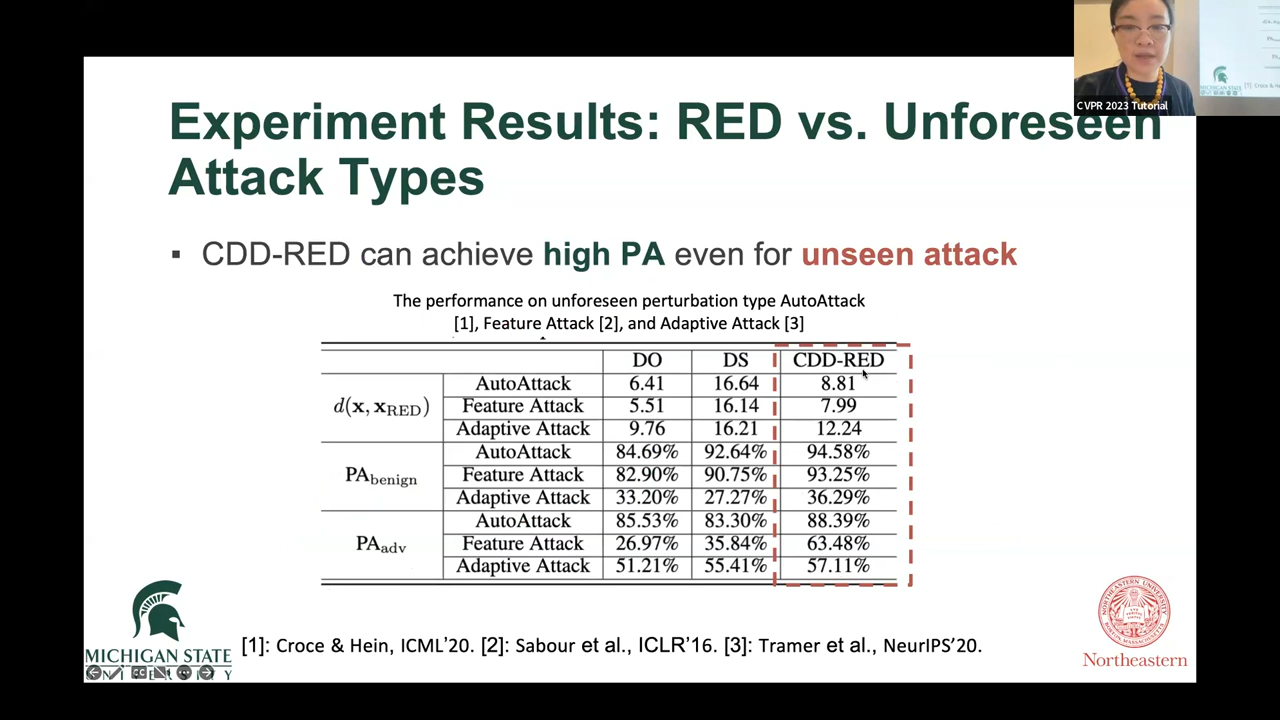 Experiment Results: RED vs. Unforeseen
Attack Types
CVPR 2023 Tutorial
▪ CDD-RED can achieve high PA even for unseen attack
The performance on unforeseen perturbation type AutoAttack
[1], Feature Attack [2], and Adaptive Attack [3]
DO DS CDD-RED
d(x, x_RED) AutoAttack 6.41 16.64 8.81
Feature Attack 5.51 16.14 7.99
Adaptive Attack 9.76 16.21 12.24
PA_benign AutoAttack 84.69% 92.64% 94.58%
Feature Attack 82.90% 90.75% 93.25%
Adaptive Attack 33.20% 27.27% 36.29%
PA_adv AutoAttack 85.53% 83.30% 88.39%
Feature Attack 26.97% 35.84% 63.48%
Adaptive Attack 51.21% 55.41% 57.11%
[1]: Croce & Hein, ICML'20. [2]: Sabour et al., ICLR'16. [3]: Tramer et al., NeurIPS'20.
MICHIGAN STATE
UNIVERSITY
Northeastern